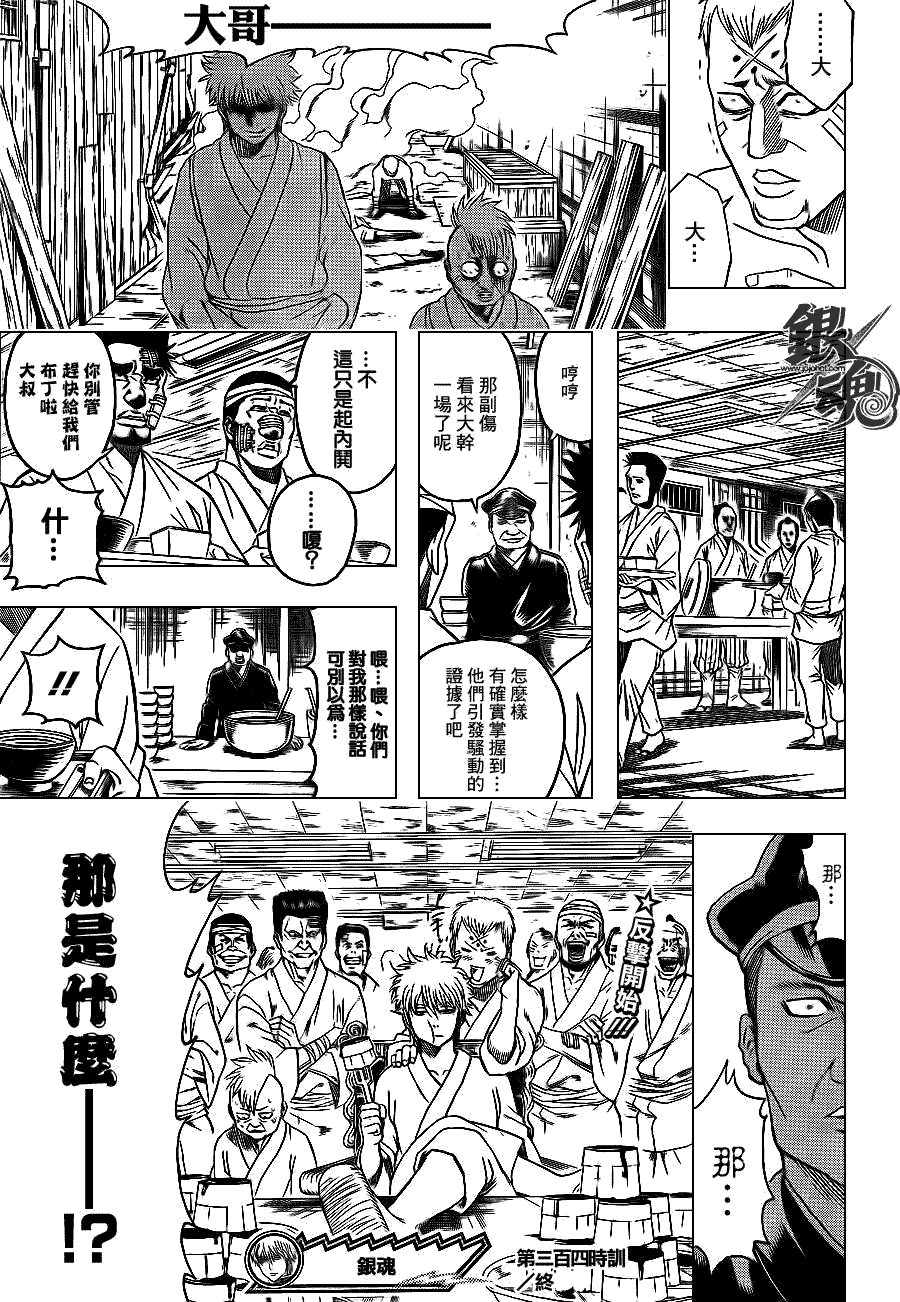 ……大
大…
大哥——
銀魂
www.jojohot.com
哼哼
那副傷
看來大幹
一場了呢
怎麼樣
有確實掌握到…
他們引發騷動的
證據了吧
…不
這只是起內鬨
……嗄?
你別管
趕快給我們
布丁啦
大叔
什…
喂…喂、你們
對我那樣說話
可別以為…
!!
那…
那…
☆反擊開始!!!
那是什麼——!?
銀魂
第三百四時訓
/終